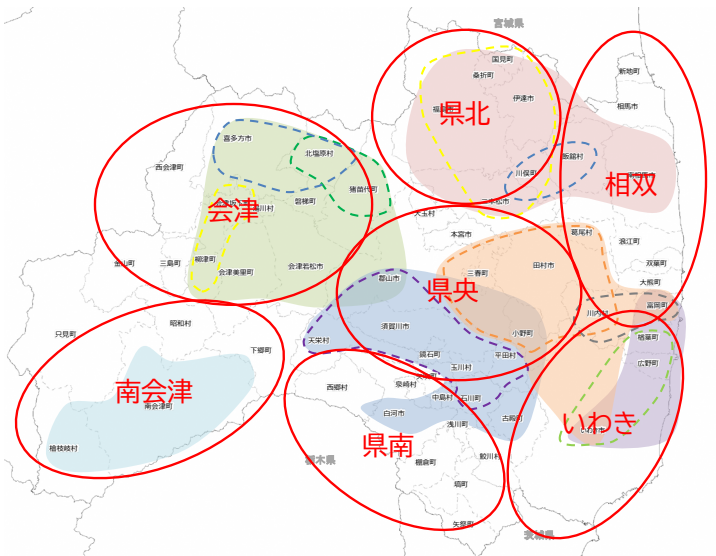 宮城県
国見町
桑折町
新地町
伊達市
相馬市
県北
喜多方市
北塩原村
飯舘村
西会津町
川俣町
猪苗代町
相双
二本松市
磐梯町
会津
大玉村
葛尾村
本宮市
浪江町
柳津町
金山町
三島町
双葉町
田村市
会津若松市
会津美里町
三春町
郡山市
大熊町
県央
富岡町
川内村
昭和村
須賀川市
只見町
小野町
楢葉町
天栄村
下郷町
鏡石町
平田村
広野町
玉川村
泉崎村
西郷村
南会津
中島村
石川町
南会津町
白河市
古殿町
いわき
浅川町
いわき市
県南
檜枝岐村
鮫川村
棚倉町
栃木県
塙町
矢祭町
茨城県